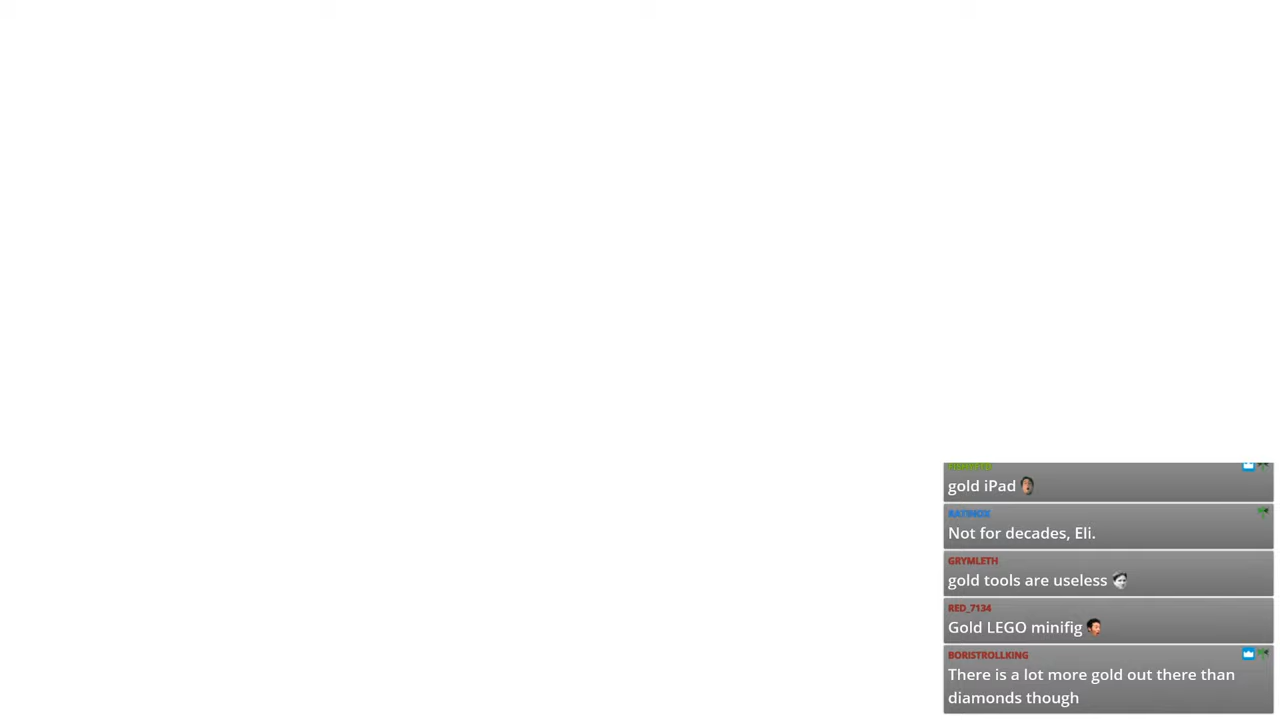 gold iPad
RATINOX
Not for decades, Eli.
GRYMLETH
gold tools are useless
RED_7134
Gold LEGO minifig
BORISTROLLKING
There is a lot more gold out there than
diamonds though